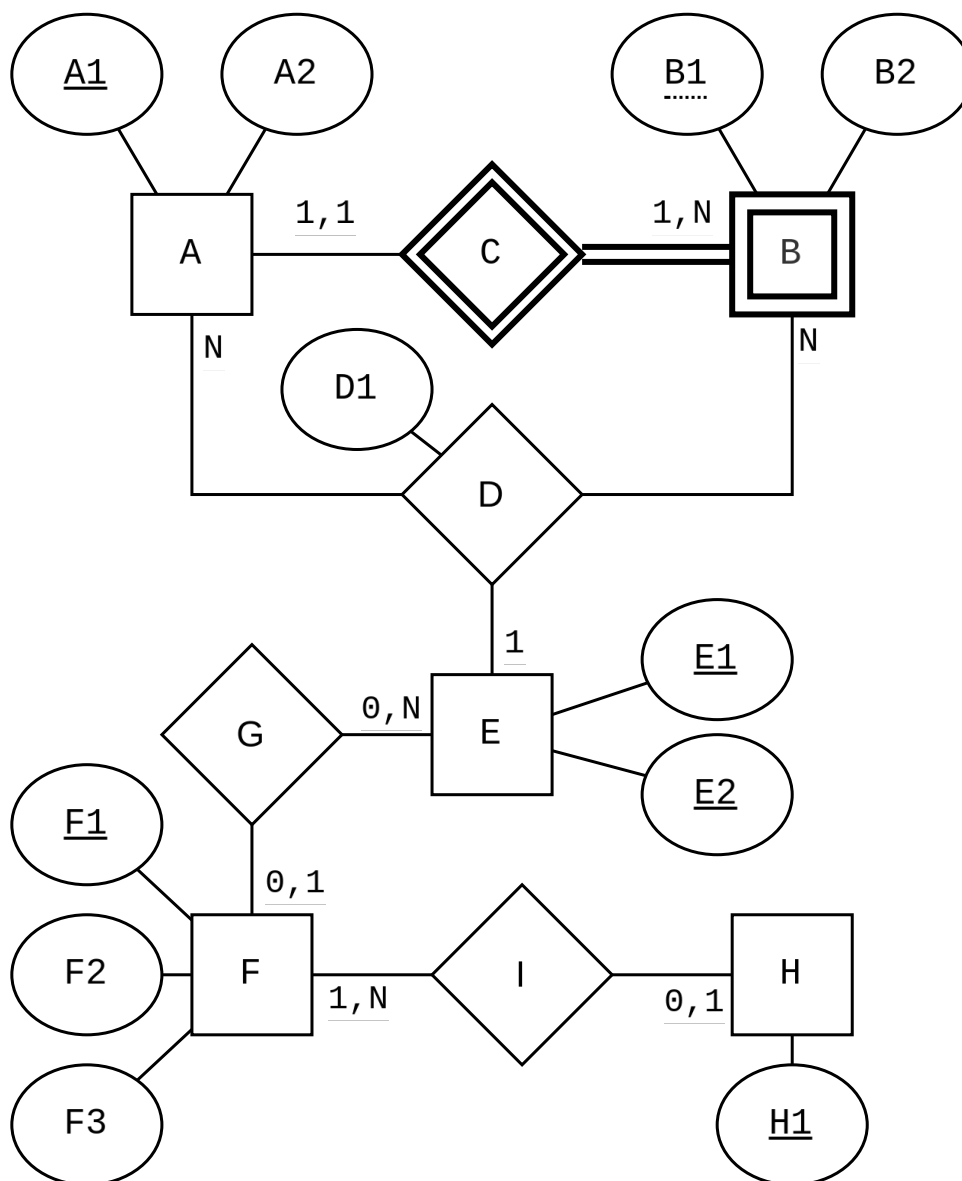 A1 A2 B1 B2
1,1 1,N
A C B
N N
D1
D
1 E1
0,N
G E
E2
F1
0,1
F2 F I H
1,N 0,1
F3 H1